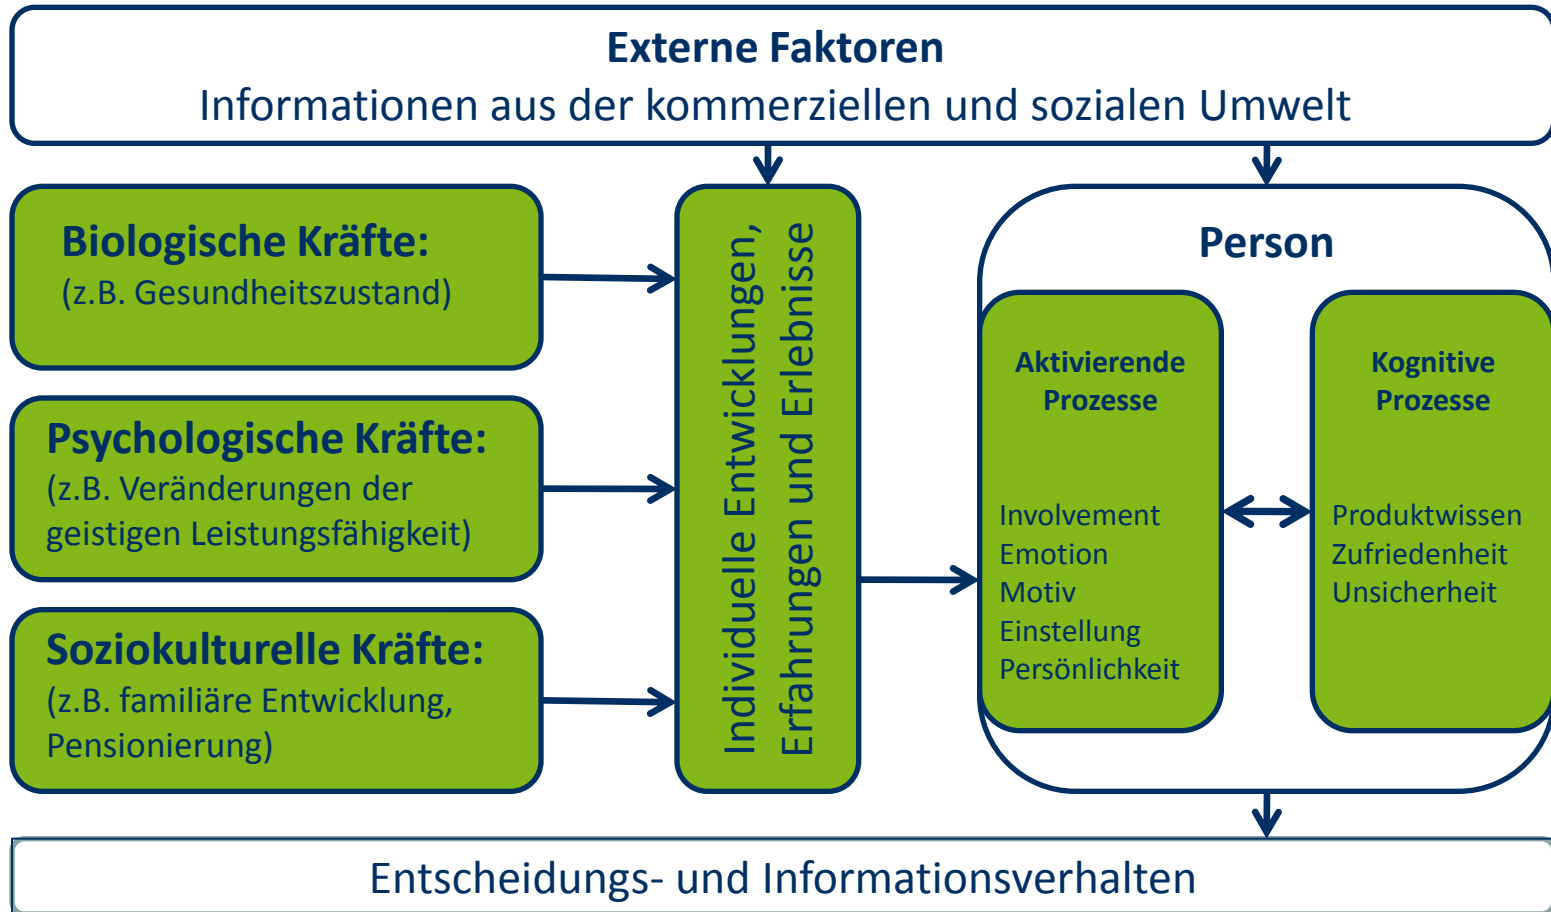 Externe Faktoren
Informationen aus der kommerziellen und sozialen Umwelt
Biologische Kräfte:
(z.B. Gesundheitszustand)
Psychologische Kräfte:
(z.B. Veränderungen der
geistigen Leistungsfähigkeit)
Soziokulturelle Kräfte:
(z.B. familiäre Entwicklung,
Pensionierung)
Individuelle Entwicklungen,
Erfahrungen und Erlebnisse
Person
Aktivierende
Prozesse
Involvement
Emotion
Motiv
Einstellung
Persönlichkeit
Kognitive
Prozesse
Produktwissen
Zufriedenheit
Unsicherheit
Entscheidungs- und Informationsverhalten